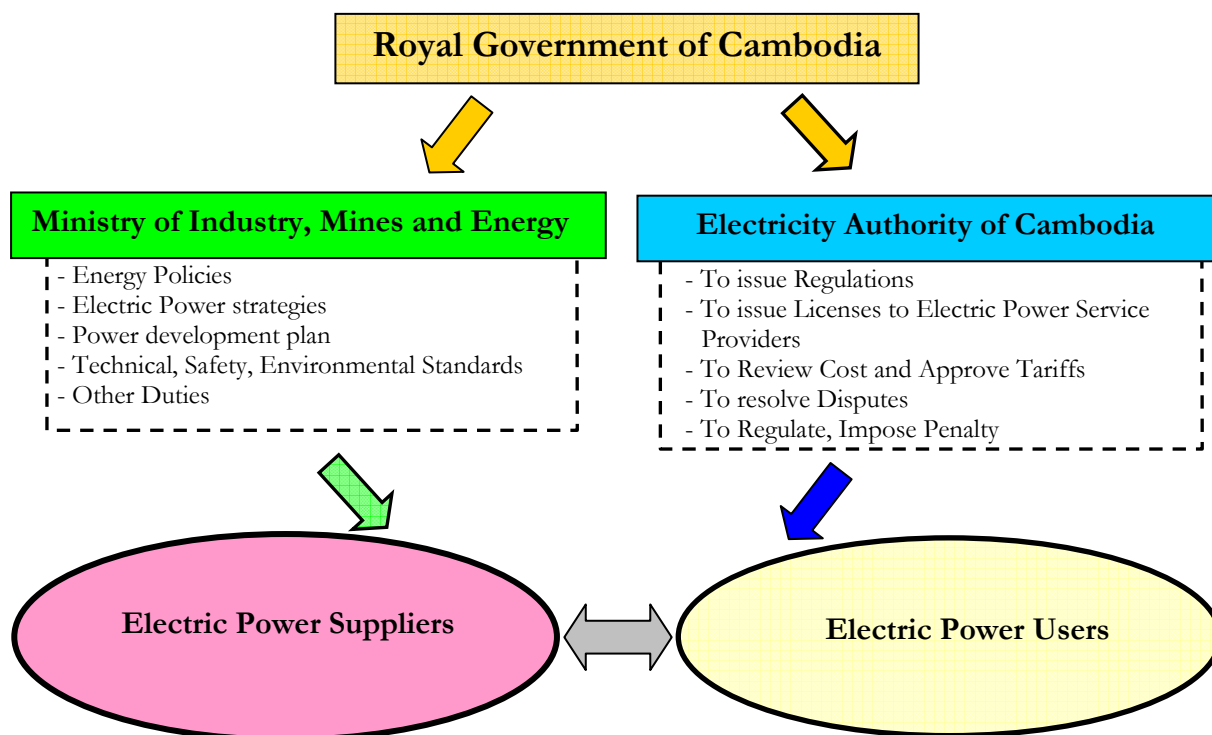 Royal Government of Cambodia
Ministry of Industry, Mines and Energy
- Energy Policies
- Electric Power strategies
- Power development plan
- Technical, Safety, Environmental Standards
- Other Duties
Electricity Authority of Cambodia
- To issue Regulations
- To issue Licenses to Electric Power Service
Providers
- To Review Cost and Approve Tariffs
- To resolve Disputes
- To Regulate, Impose Penalty
Electric Power Suppliers
Electric Power Users